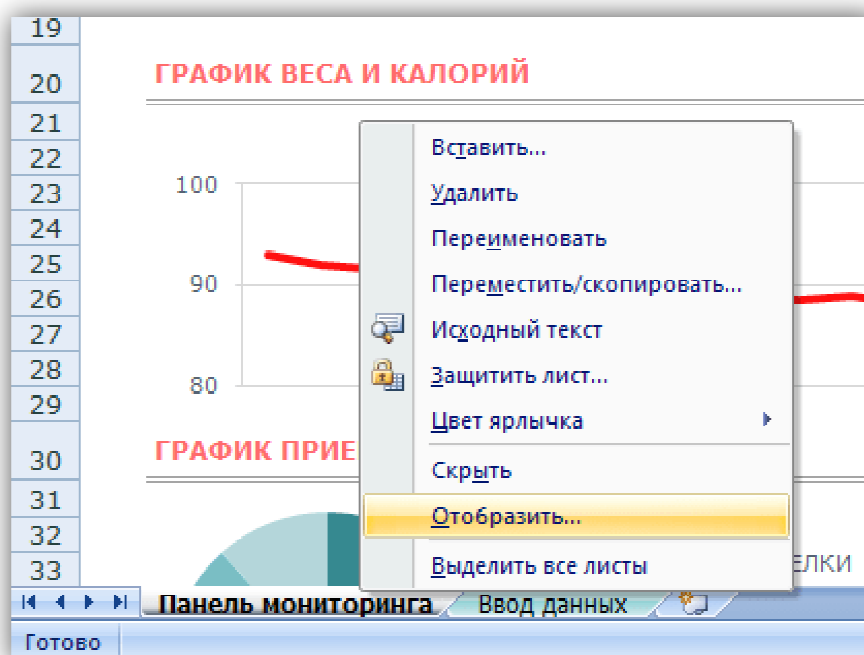 19
20
ГРАФИК ВЕСА И КАЛОРИЙ
21
Вставить...
22
100
23
Удалить
24
Переименовать
25
90
26
Переместить/скопировать...
27
Исходный текст
28
80
Защитить лист...
29
Цвет ярлычка
30
ГРАФИК ПРИЕ
Скрыть
31
Отобразить...
32
33
Выделить все листы
ЕЛКИ
Панель мониторинга Ввод данных
Готово